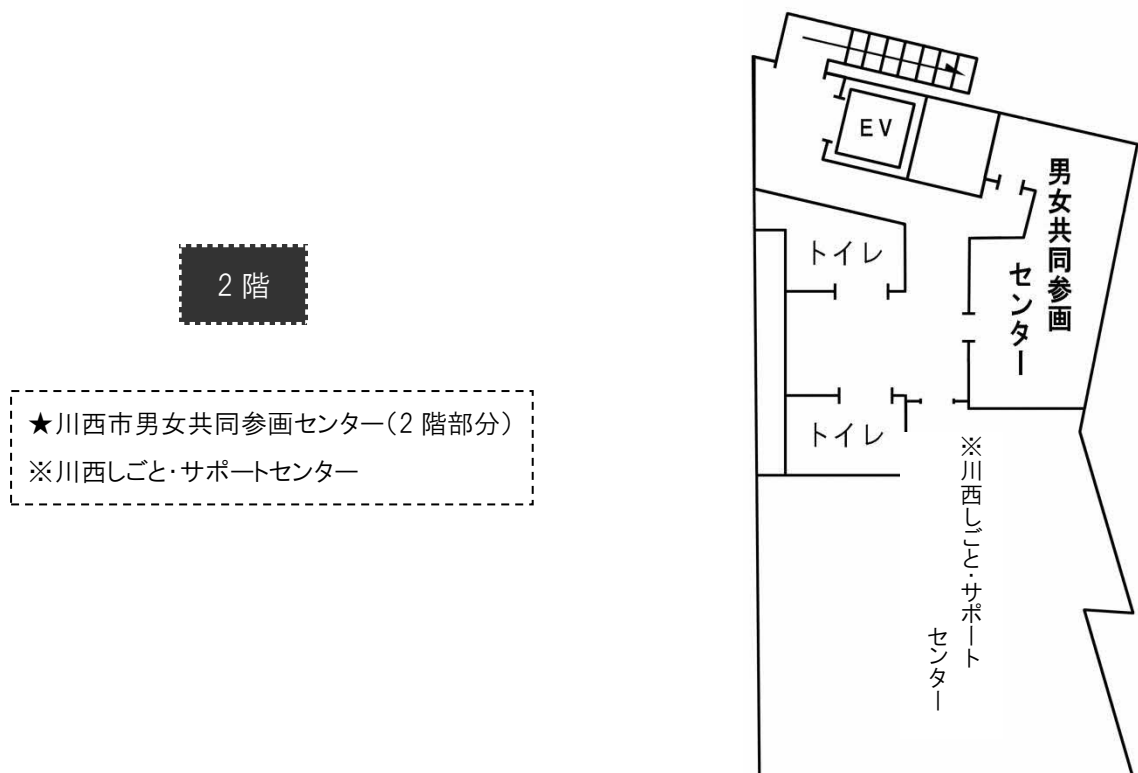 2階
★川西市男女共同参画センター(2階部分)
※川西しごと・サポートセンター
EV
男女共同参画
センター
トイレ
トイレ
※川西しごと・サポート
センター